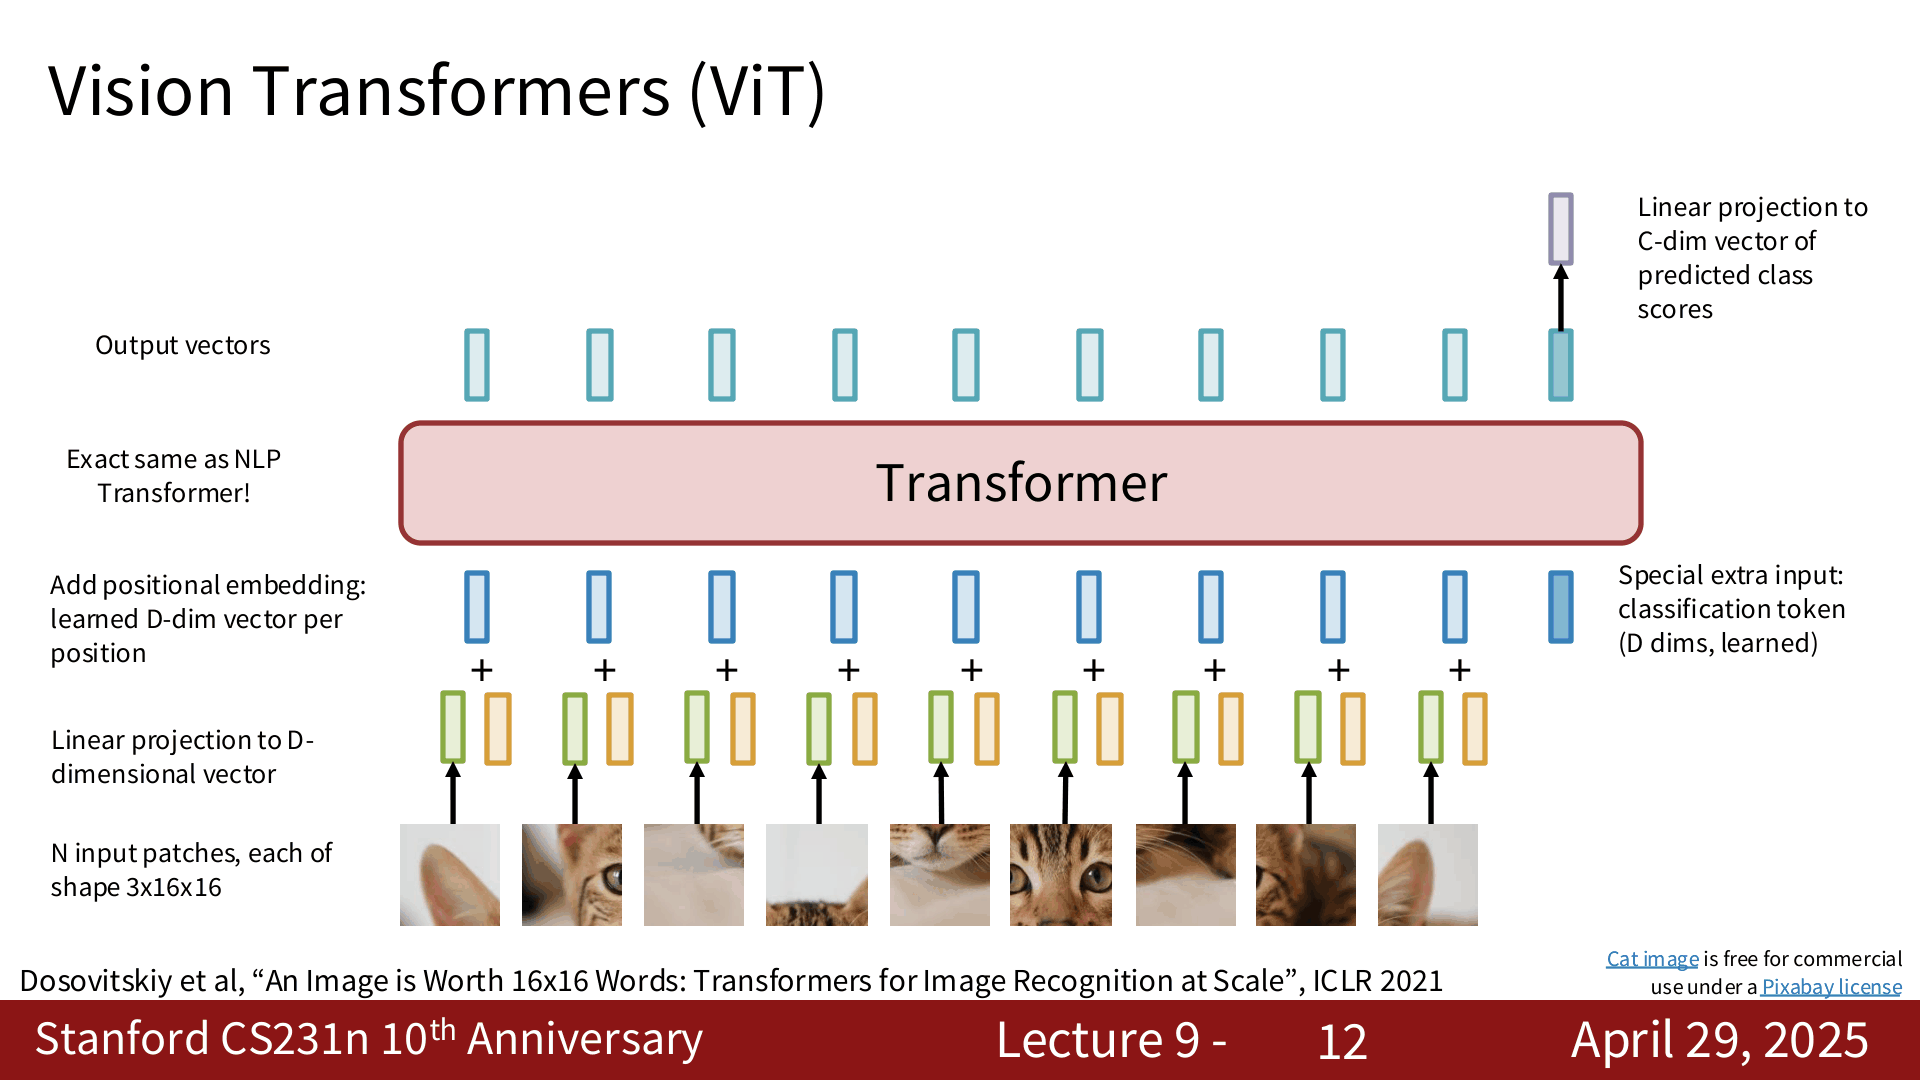 Vision Transformers (ViT)
Linear projection to
C-dim vector of
predicted class
scores
Output vectors
Exact same as NLP
Transformer!
Transformer
Add positional embedding:
learned D-dim vector per
position
Special extra input:
classification token
(D dims, learned)
+ + + + + + + + +
Linear projection to D-
dimensional vector
N input patches, each of
shape 3x16x16
Dosovitskiy et al, “An Image is Worth 16x16 Words: Transformers for Image Recognition at Scale”, ICLR 2021
Cat image is free for commercial
use under a Pixabay license
Stanford CS231n 10th Anniversary
Lecture 9 - 12
April 29, 2025